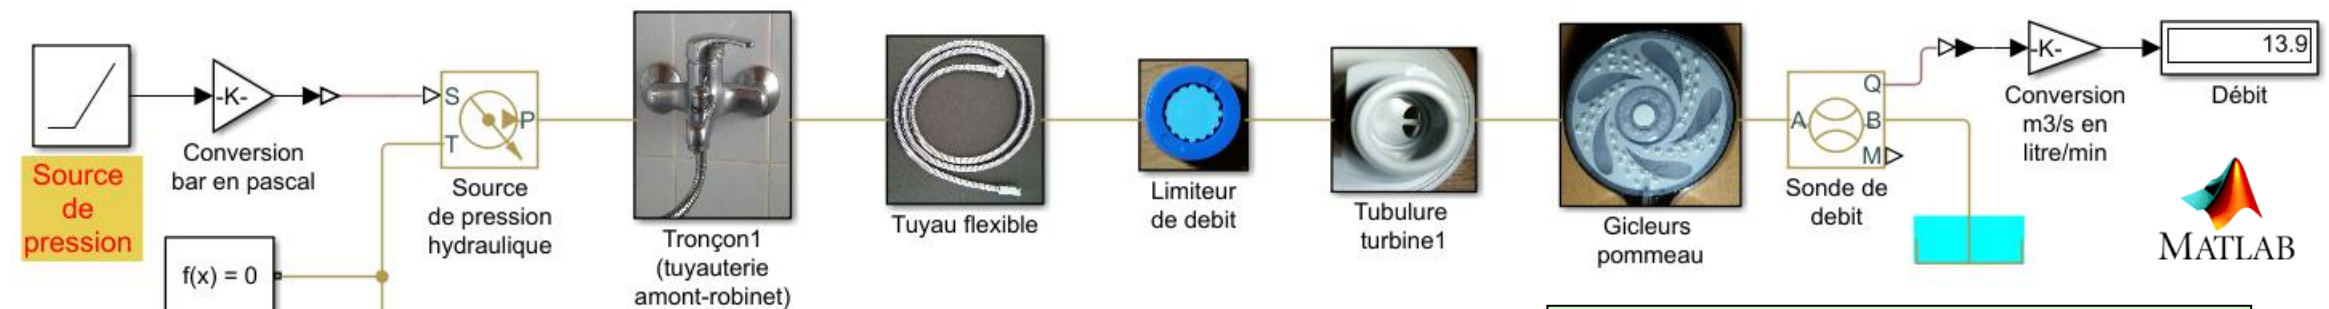 Source
de
pression
-K-
Conversion
bar en pascal
S
P
T
Source
de pression
hydraulique
f(x) = 0
Tronçon1
(tuyauterie
amont-robinet)
Tuyau flexible
Limiteur
de debit
Tubulure
turbine1
Gicleurs
pommeau
Q
A
B
M
Sonde de
debit
-K-
Conversion
m3/s en
litre/min
13.9
Débit
MATLAB